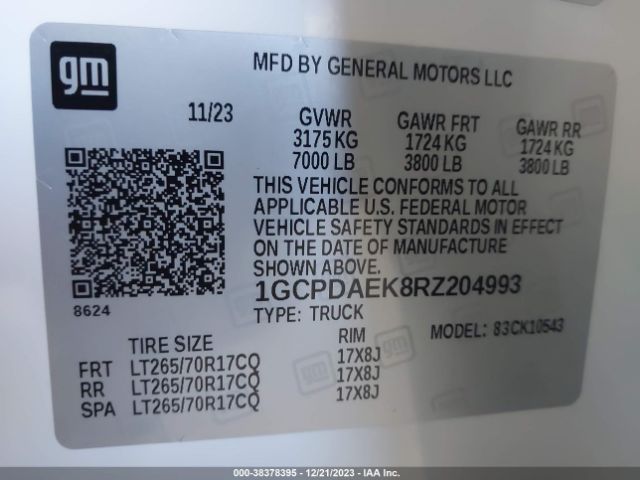 gm
MFD BY GENERAL MOTORS LLC
11/23 GVWR GAWR FRT GAWR RR
3175 KG 1724 KG 1724 KG
7000 LB 3800 LB 3800 LB
THIS VEHICLE CONFORMS TO ALL
APPLICABLE U.S. FEDERAL MOTOR
VEHICLE SAFETY STANDARDS IN EFFECT
ON THE DATE OF MANUFACTURE
SHOWN ABOVE.
8624 1GCPDAEK8RZ204993
TYPE: TRUCK MODEL: 83CK10543
TIRE SIZE RIM
FRT LT265/70R17CQ 17X8J
RR LT265/70R17CQ 17X8J
SPA LT265/70R17CQ 17X8J
000-38378395 - 12/21/2023 - IAAI.COM